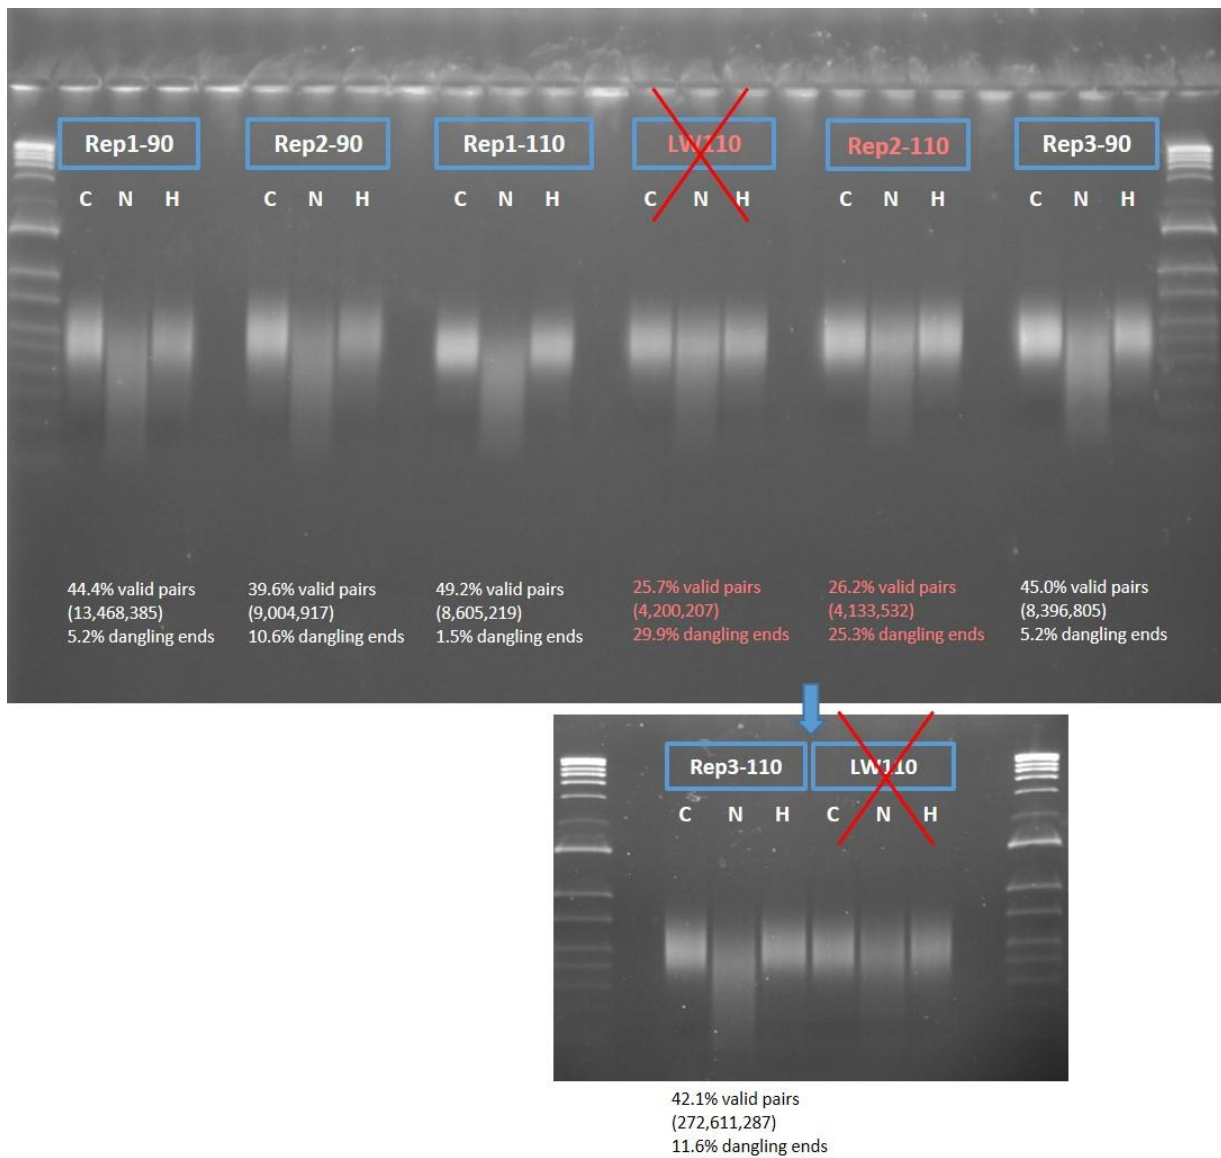 Rep1-90 Rep2-90 Rep1-110 LW110 Rep2-110 Rep3-90
C N H C N H C N H C N H C N H C N H
44.4% valid pairs
(13,468,385)
5.2% dangling ends
39.6% valid pairs
(9,004,917)
10.6% dangling ends
49.2% valid pairs
(8,605,219)
1.5% dangling ends
25.7% valid pairs
(4,200,207)
29.9% dangling ends
26.2% valid pairs
(4,133,532)
25.3% dangling ends
45.0% valid pairs
(8,396,805)
5.2% dangling ends
Rep3-110 LW110
C N H C N H
42.1% valid pairs
(272,611,287)
11.6% dangling ends